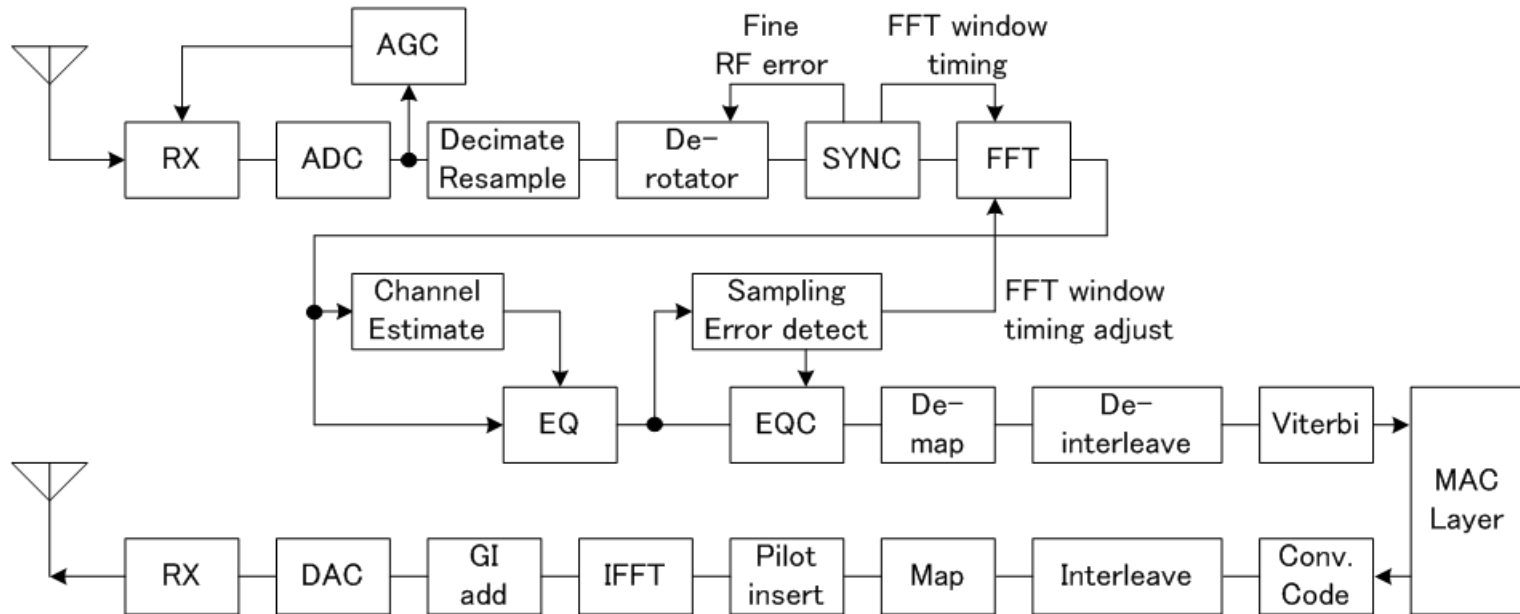 AGC
Fine
RF error
FFT window
timing
RX
ADC
Decimate
Resample
De-
rotator
SYNC
FFT
Channel
Estimate
Sampling
Error detect
FFT window
timing adjust
EQ
EQC
De-
map
De-
interleave
Viterbi
MAC
Layer
RX
DAC
GI
add
IFFT
Pilot
insert
Map
Interleave
Conv.
Code